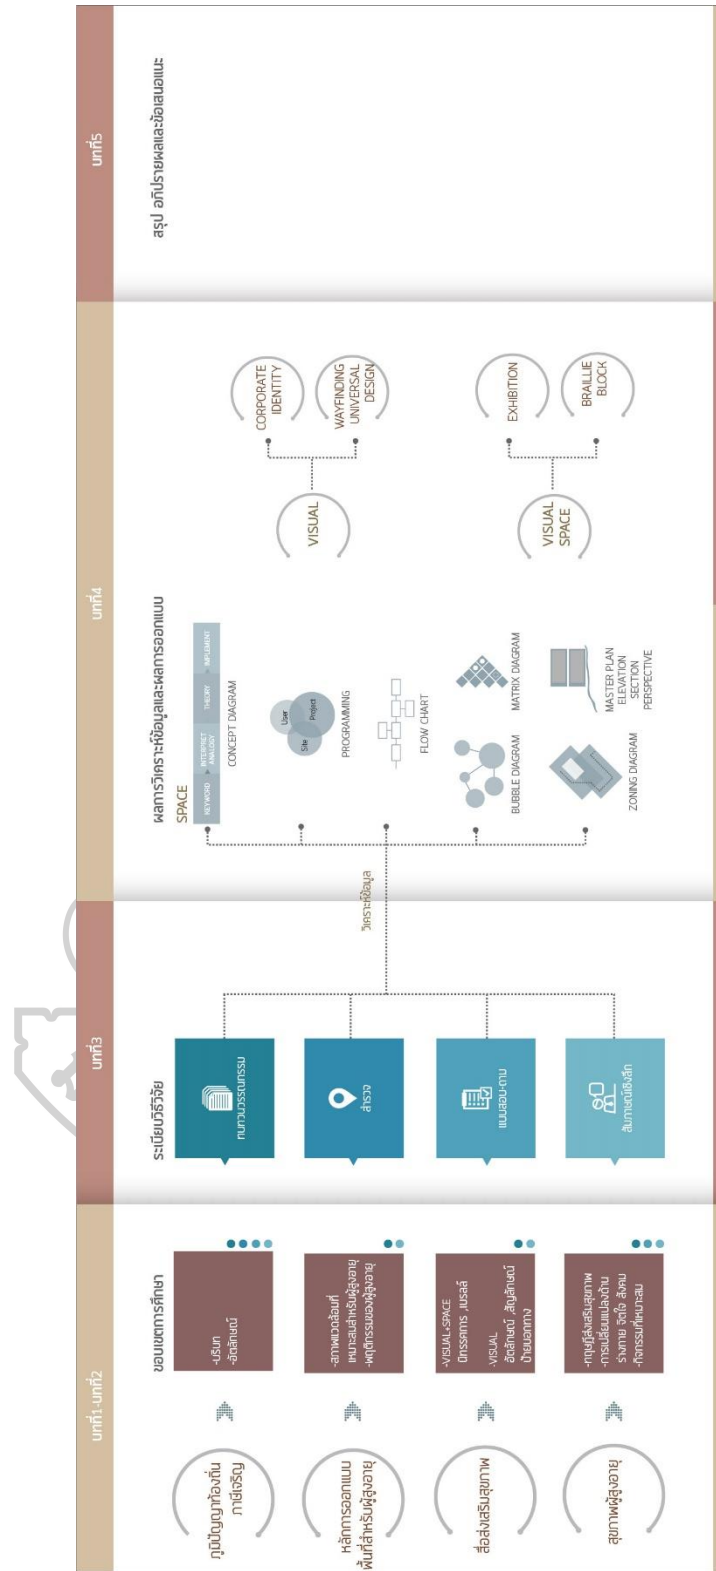 บทที่1-บทที่2
ขอบเขตการศึกษา
ภูมิปัญญาท้องถิ่น
ภาษีเจริญ
-บริบท
-อัตลักษณ์
หลักการออกแบบ
พื้นที่สำหรับผู้สูงอายุ
-สภาพแวดล้อมที่
เหมาะสมสำหรับผู้สูงอายุ
-พฤติกรรมของผู้สูงอายุ
สื่อส่งเสริมสุขภาพ
-VISUAL+SPACE
นิทรรศการ ,เบรลล์
-VISUAL
อัตลักษณ์ ,สัญลักษณ์
ป้ายบอกทาง
สุขภาพผู้สูงอายุ
-ทฤษฎีส่งเสริมสุขภาพ
-การเปลี่ยนแปลงด้าน
ร่างกาย จิตใจ สังคม
-กิจกรรมที่เหมาะสม
บทที่3
ระเบียบวิธีวิจัย
ทบทวนวรรณกรรม
สำรวจ
แบบสอบ-ถาม
สัมภาษณ์เชิงลึก
วิเคราะห์ข้อมูล
บทที่4
ผลการวิเคราะห์ข้อมูลและผลการออกแบบ
SPACE
KEYWORD
INTERPRET
ANALOGY
THEORY
IMPLEMENT
CONCEPT DIAGRAM
User
Site
Project
PROGRAMMING
FLOW CHART
BUBBLE DIAGRAM
MATRIX DIAGRAM
ZONING DIAGRAM
MASTER PLAN
ELEVATION
SECTION
PERSPECTIVE
VISUAL
CORPORATE
IDENTITY
WAYFINDING
UNIVERSAL
DESIGN
VISUAL
SPACE
EXHIBITION
BRAILLIE
BLOCK
บทที่5
สรุป อภิปรายผลและข้อเสนอแนะ